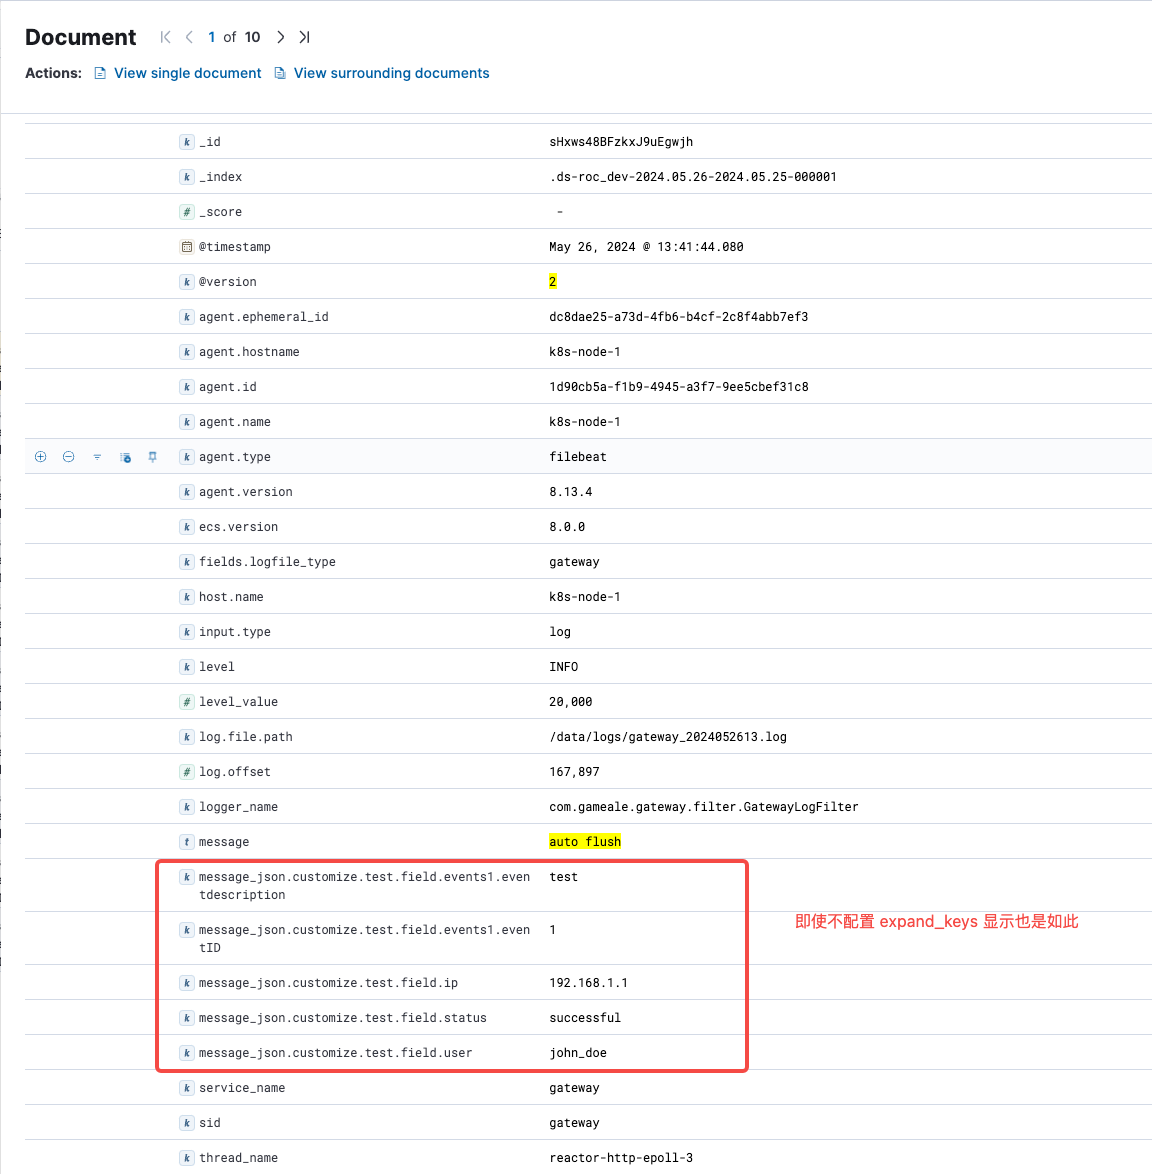 Document 1 of 10
Actions: View single document View surrounding documents
k _id sHxws48BFzkxJ9uEgwjh
k _index .ds-roc_dev-2024.05.26-2024.05.25-000001
# _score -
@timestamp May 26, 2024 @ 13:41:44.080
k @version 2
k agent.ephemeral_id dc8dae25-a73d-4fb6-b4cf-2c8f4abb7ef3
k agent.hostname k8s-node-1
k agent.id 1d90cb5a-f1b9-4945-a3f7-9ee5cbef31c8
k agent.name k8s-node-1
k agent.type filebeat
k agent.version 8.13.4
k ecs.version 8.0.0
k fields.logfile_type gateway
k host.name k8s-node-1
k input.type log
k level INFO
# level_value 20,000
k log.file.path /data/logs/gateway_2024052613.log
# log.offset 167,897
k logger_name com.gameale.gateway.filter.GatewayLogFilter
t message auto flush
k message_json.customize.test.field.events1.even test
tdescription
k message_json.customize.test.field.events1.even 1
tID
即使不配置 expand_keys 显示也是如此
k message_json.customize.test.field.ip 192.168.1.1
k message_json.customize.test.field.status successful
k message_json.customize.test.field.user john_doe
k service_name gateway
k sid gateway
k thread_name reactor-http-epoll-3